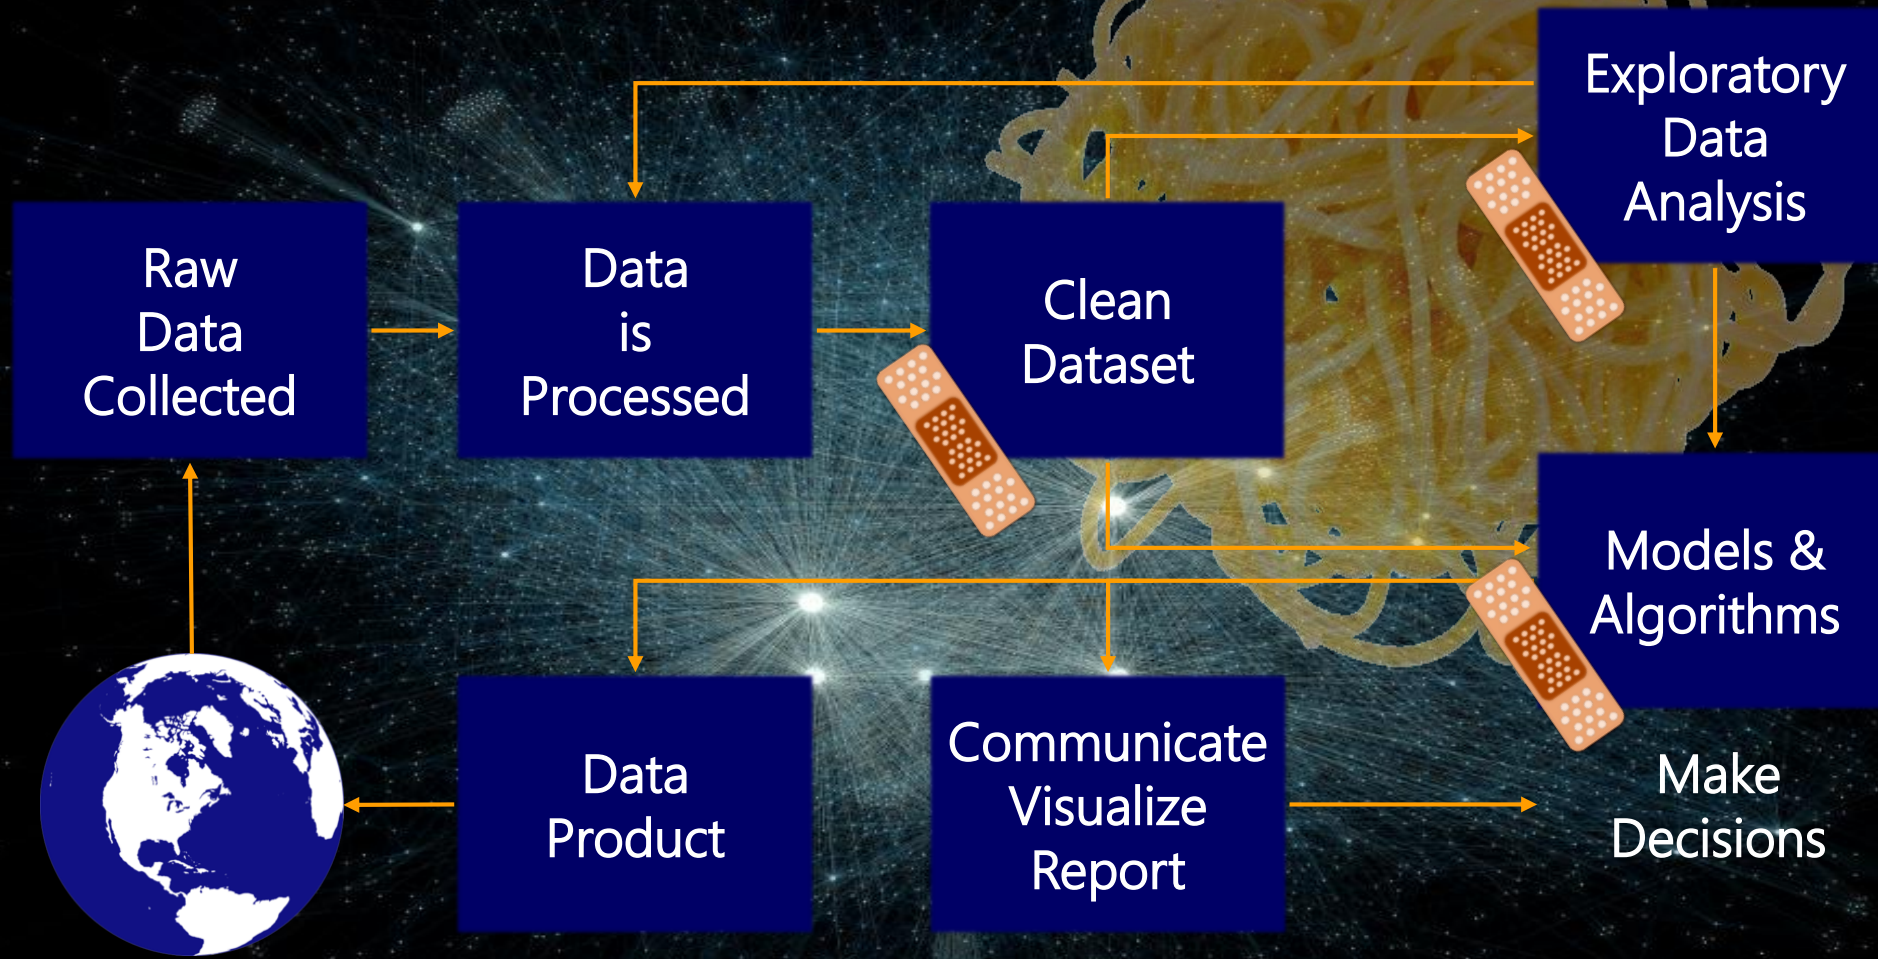 Exploratory
Data
Analysis
Raw
Data
Collected
Data
is
Processed
Clean
Dataset
Models &
Algorithms
Data
Product
Communicate
Visualize
Report
Make
Decisions